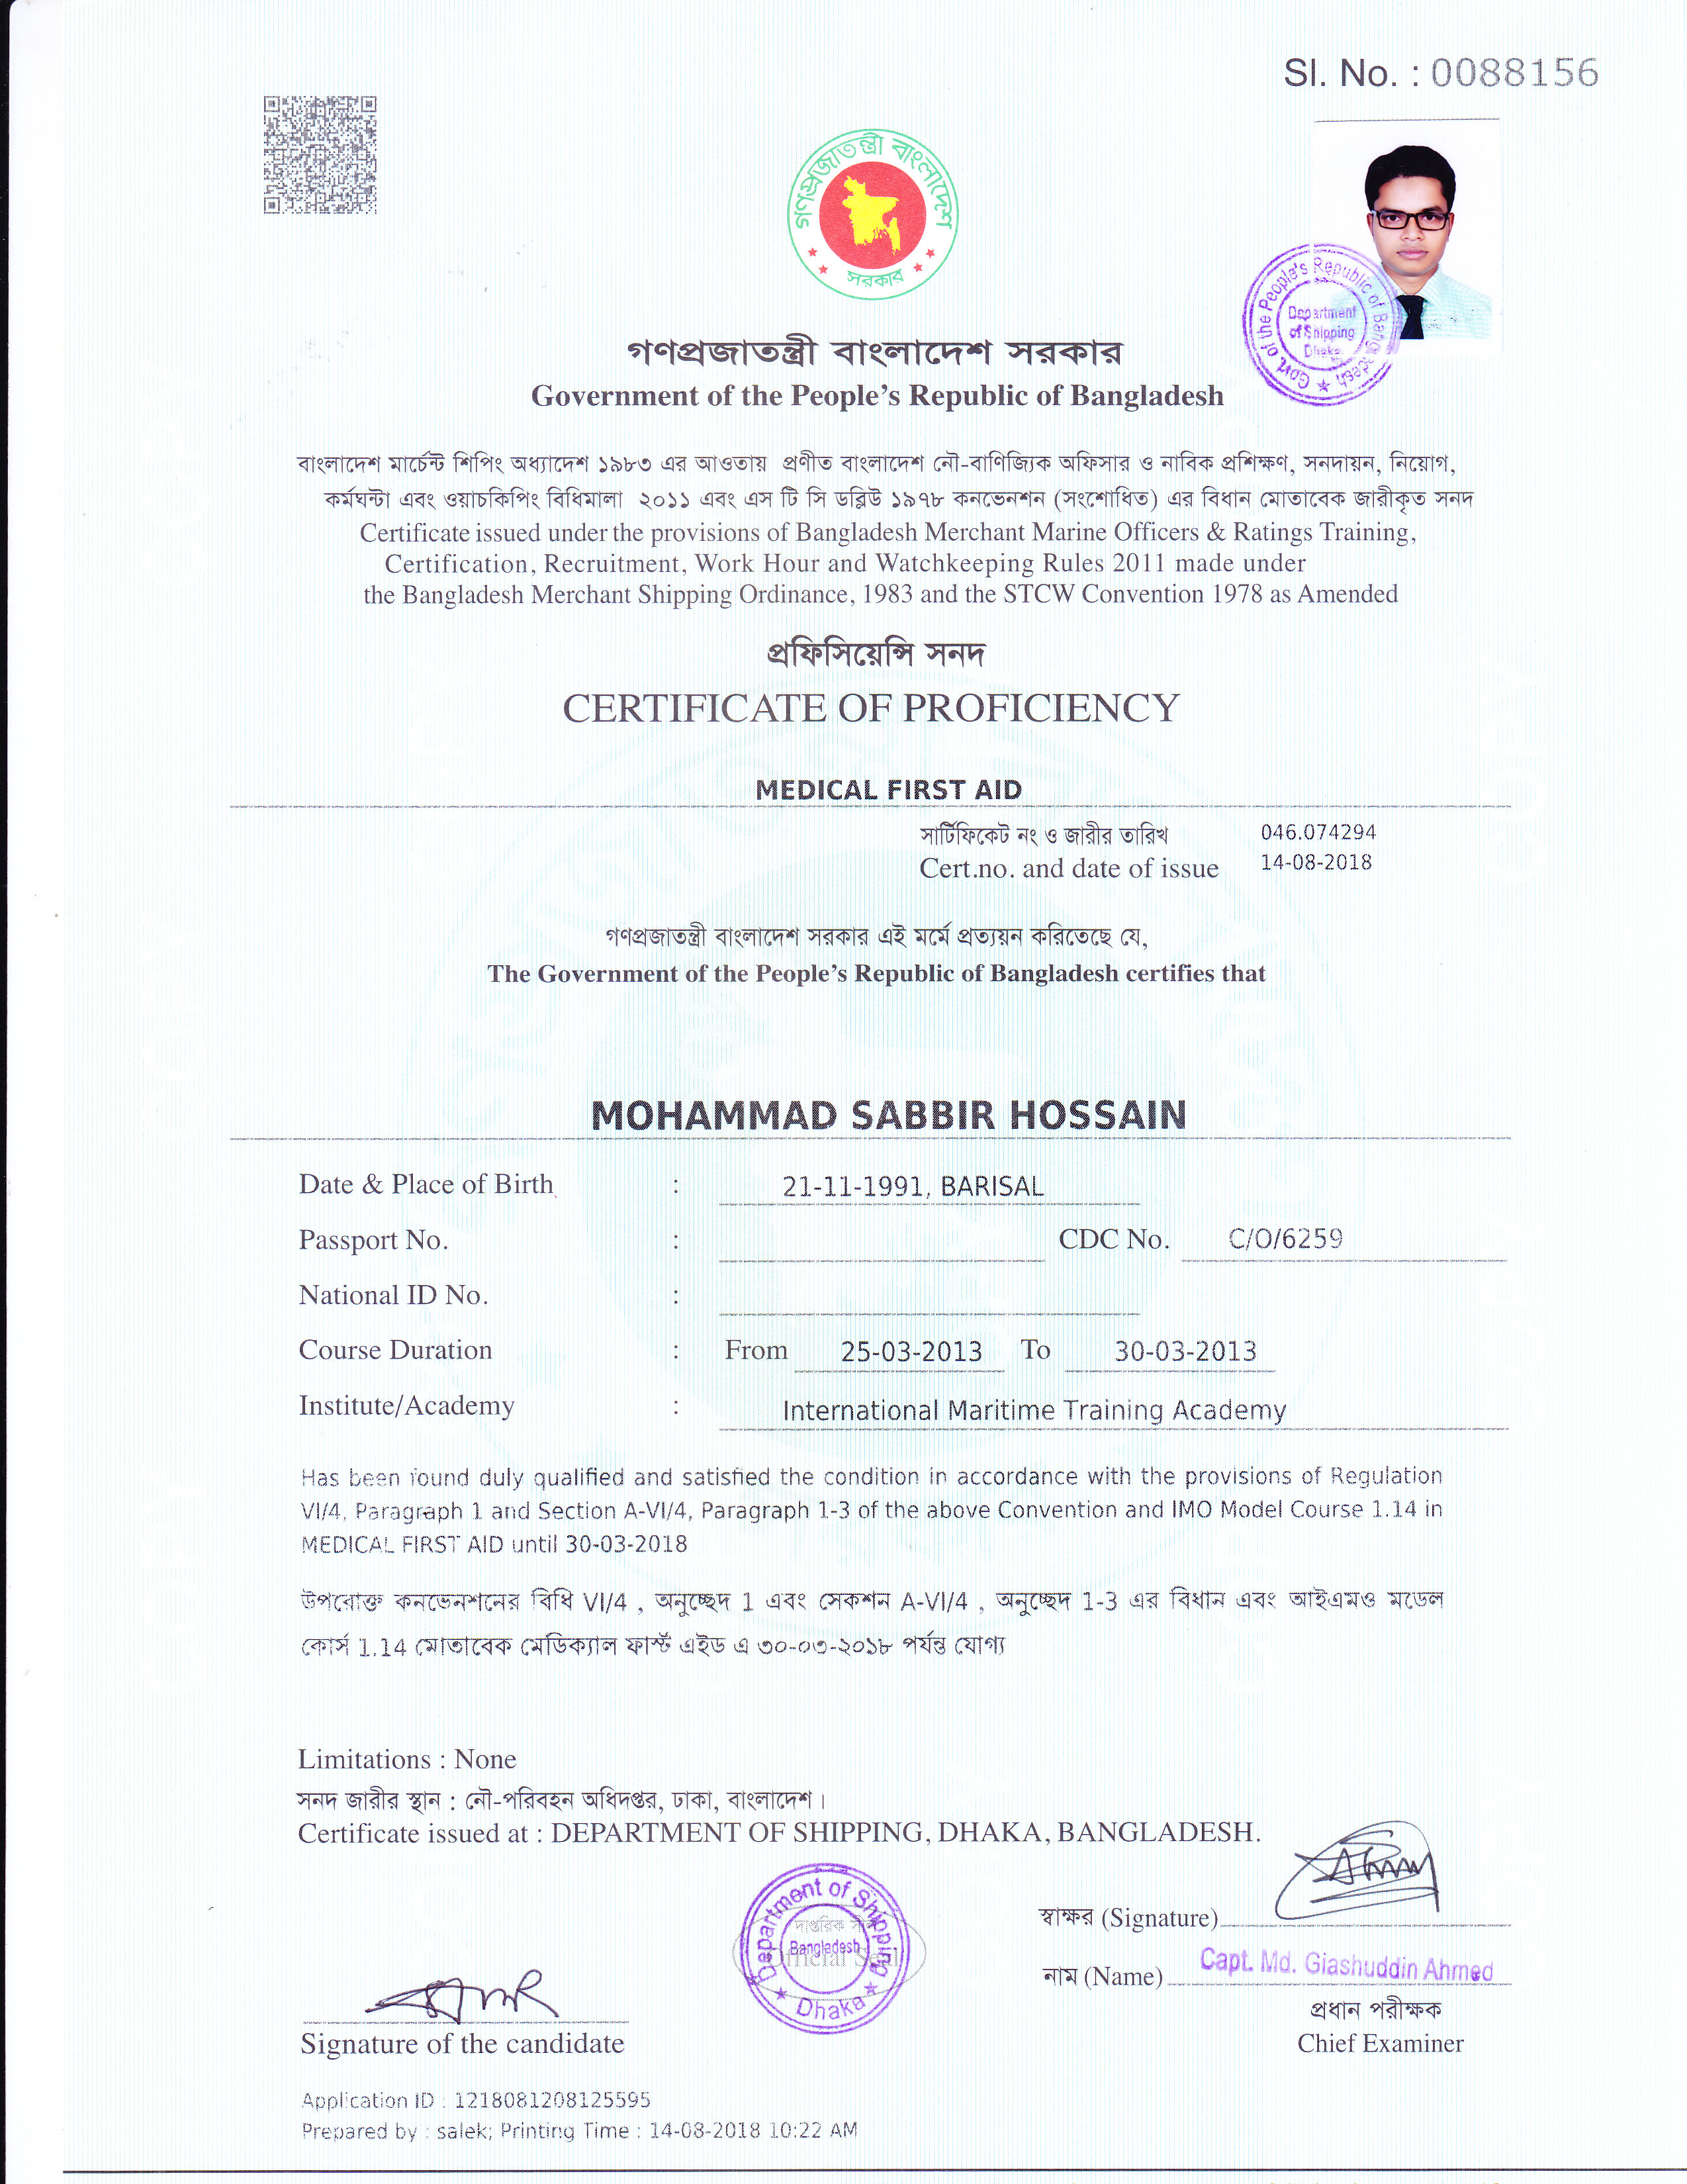 Sl. No. : 0088156
গণপ্রজাতন্ত্রী বাংলাদেশ
সরকার
Govt. of the People's Republic of Bangladesh
Department
of Shipping
Dhaka
গণপ্রজাতন্ত্রী বাংলাদেশ সরকার
Government of the People's Republic of Bangladesh
বাংলাদেশ মার্চেন্ট শিপিং অধ্যাদেশ ১৯৮৩ এর আওতায় প্রণীত বাংলাদেশ নৌ-বাণিজ্যিক অফিসার ও নাবিক প্রশিক্ষণ, সনদায়ন, নিয়োগ,
কর্মঘন্টা এবং ওয়াচকিপিং বিধিমালা ২০১১ এবং এস টি সি ডব্লিউ ১৯৭৮ কনভেনশন (সংশোধিত) এর বিধান মোতাবেক জারীকৃত সনদ
Certificate issued under the provisions of Bangladesh Merchant Marine Officers & Ratings Training,
Certification, Recruitment, Work Hour and Watchkeeping Rules 2011 made under
the Bangladesh Merchant Shipping Ordinance, 1983 and the STCW Convention 1978 as Amended
প্রফিসিয়েন্সি সনদ
CERTIFICATE OF PROFICIENCY
MEDICAL FIRST AID
সার্টিফিকেট নং ও জারীর তারিখ 046.074294
Cert.no. and date of issue 14-08-2018
গণপ্রজাতন্ত্রী বাংলাদেশ সরকার এই মর্মে প্রত্যয়ন করিতেছে যে,
The Government of the People's Republic of Bangladesh certifies that
MOHAMMAD SABBIR HOSSAIN
Date & Place of Birth : 21-11-1991, BARISAL
Passport No. : CDC No. C/O/6259
National ID No. :
Course Duration : From 25-03-2013 To 30-03-2013
Institute/Academy : International Maritime Training Academy
Has been found duly qualified and satisfied the condition in accordance with the provisions of Regulation
VI/4, Paragraph 1 and Section A-VI/4, Paragraph 1-3 of the above Convention and IMO Model Course 1.14 in
MEDICAL FIRST AID until 30-03-2018
উপরোক্ত কনভেনশনের বিধি VI/4 , অনুচ্ছেদ 1 এবং সেকশন A-VI/4 , অনুচ্ছেদ 1-3 এর বিধান এবং আইএমও মডেল
কোর্স 1.14 মোতাবেক মেডিক্যাল ফার্স্ট এইড এ ৩০-০৩-২০১৮ পর্যন্ত যোগ্য
Limitations : None
সনদ জারীর স্থান : নৌ-পরিবহন অধিদপ্তর, ঢাকা, বাংলাদেশ।
Certificate issued at : DEPARTMENT OF SHIPPING, DHAKA, BANGLADESH.
Department of Shipping
দাপ্তরিক সীল
Bangladesh
Official Seal
Dhaka
স্বাক্ষর (Signature)
নাম (Name) Capt. Md. Giashuddin Ahmed
প্রধান পরীক্ষক
Signature of the candidate
Chief Examiner
Application ID : 1218081208125595
Prepared by : salek; Printing Time : 14-08-2018 10:22 AM